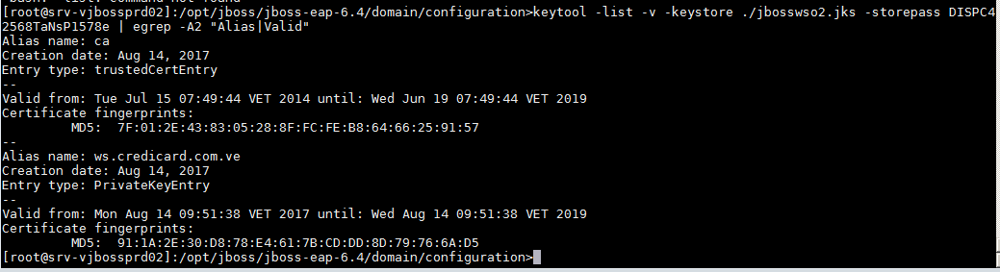 [root@srv-vjbossprd02]:/opt/jboss/jboss-eap-6.4/domain/configuration>keytool -list -v -keystore ./jbosswso2.jks -storepass DISPC4
2568TaNsP1578e | egrep -A2 "Alias|Valid"
Alias name: ca
Creation date: Aug 14, 2017
Entry type: trustedCertEntry
--
Valid from: Tue Jul 15 07:49:44 VET 2014 until: Wed Jun 19 07:49:44 VET 2019
Certificate fingerprints:
         MD5:  7F:01:2E:43:83:05:28:8F:FC:FE:B8:64:66:25:91:57
--
Alias name: ws.credicard.com.ve
Creation date: Aug 14, 2017
Entry type: PrivateKeyEntry
--
Valid from: Mon Aug 14 09:51:38 VET 2017 until: Wed Aug 14 09:51:38 VET 2019
Certificate fingerprints:
         MD5:  91:1A:2E:30:D8:78:E4:61:7B:CD:DD:8D:79:76:6A:D5
[root@srv-vjbossprd02]:/opt/jboss/jboss-eap-6.4/domain/configuration>